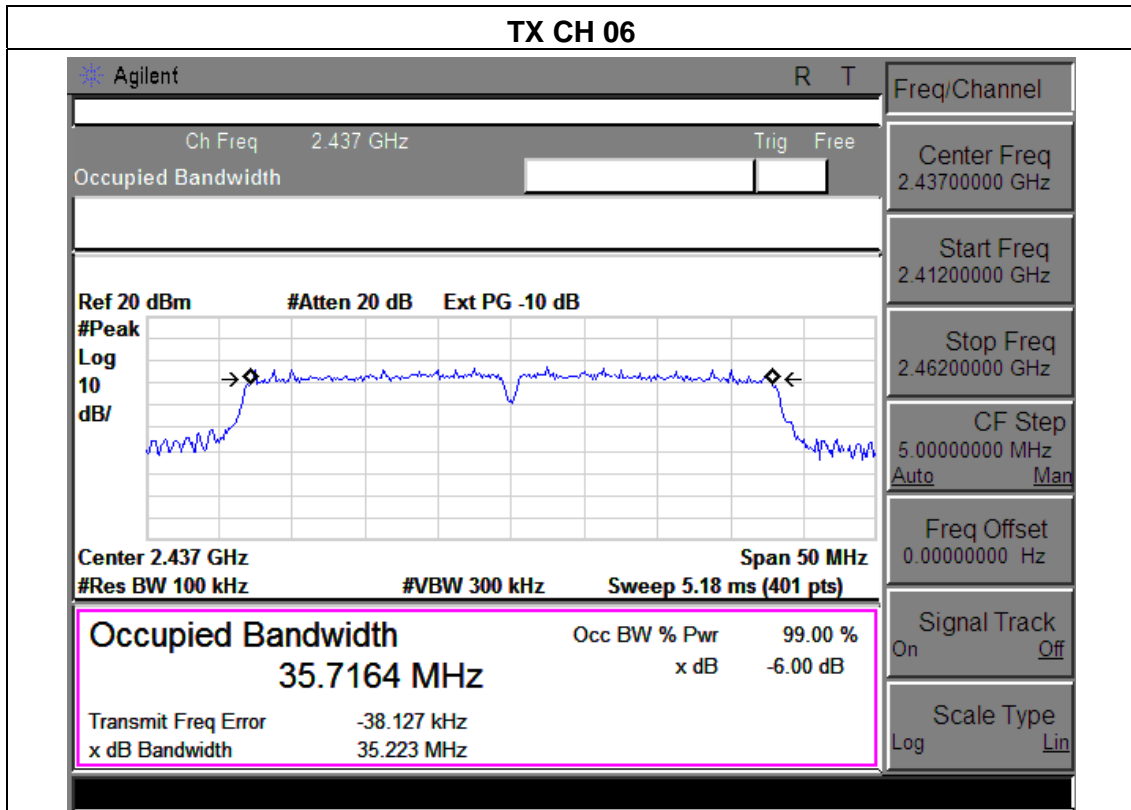 TX CH 06
Agilent R T
Ch Freq 2.437 GHz Trig Free
Occupied Bandwidth
Ref 20 dBm #Atten 20 dB Ext PG -10 dB
#Peak
Log
10
dB/
Center 2.437 GHz Span 50 MHz
#Res BW 100 kHz #VBW 300 kHz Sweep 5.18 ms (401 pts)
Occupied Bandwidth Occ BW % Pwr 99.00 %
35.7164 MHz x dB -6.00 dB
Transmit Freq Error -38.127 kHz
x dB Bandwidth 35.223 MHz
Freq/Channel
Center Freq
2.43700000 GHz
Start Freq
2.41200000 GHz
Stop Freq
2.46200000 GHz
CF Step
5.00000000 MHz
Auto Man
Freq Offset
0.00000000 Hz
Signal Track
On Off
Scale Type
Log Lin